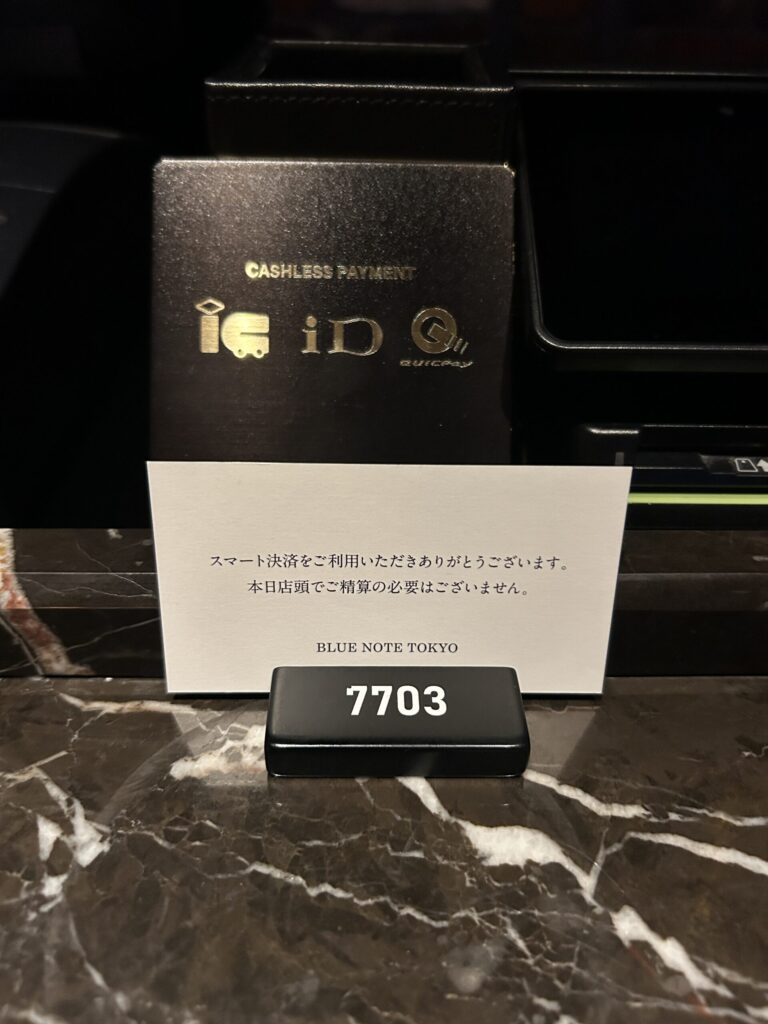 CASHLESS PAYMENT
iD QUICPay
スマート決済をご利用いただきありがとうございます。
本日店頭でご精算の必要はございません。
BLUE NOTE TOKYO
7703